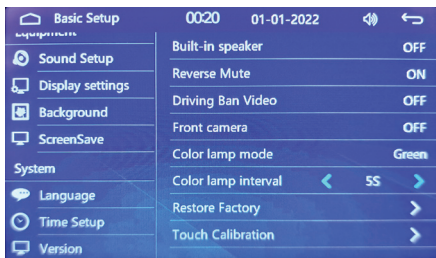 Basic Setup 00:20 01-01-2022
Equipment
Sound Setup
Display settings
Background
ScreenSave
System
Language
Time Setup
Version
Built-in speaker OFF
Reverse Mute ON
Driving Ban Video OFF
Front camera OFF
Color lamp mode Green
Color lamp interval < 5S >
Restore Factory >
Touch Calibration >